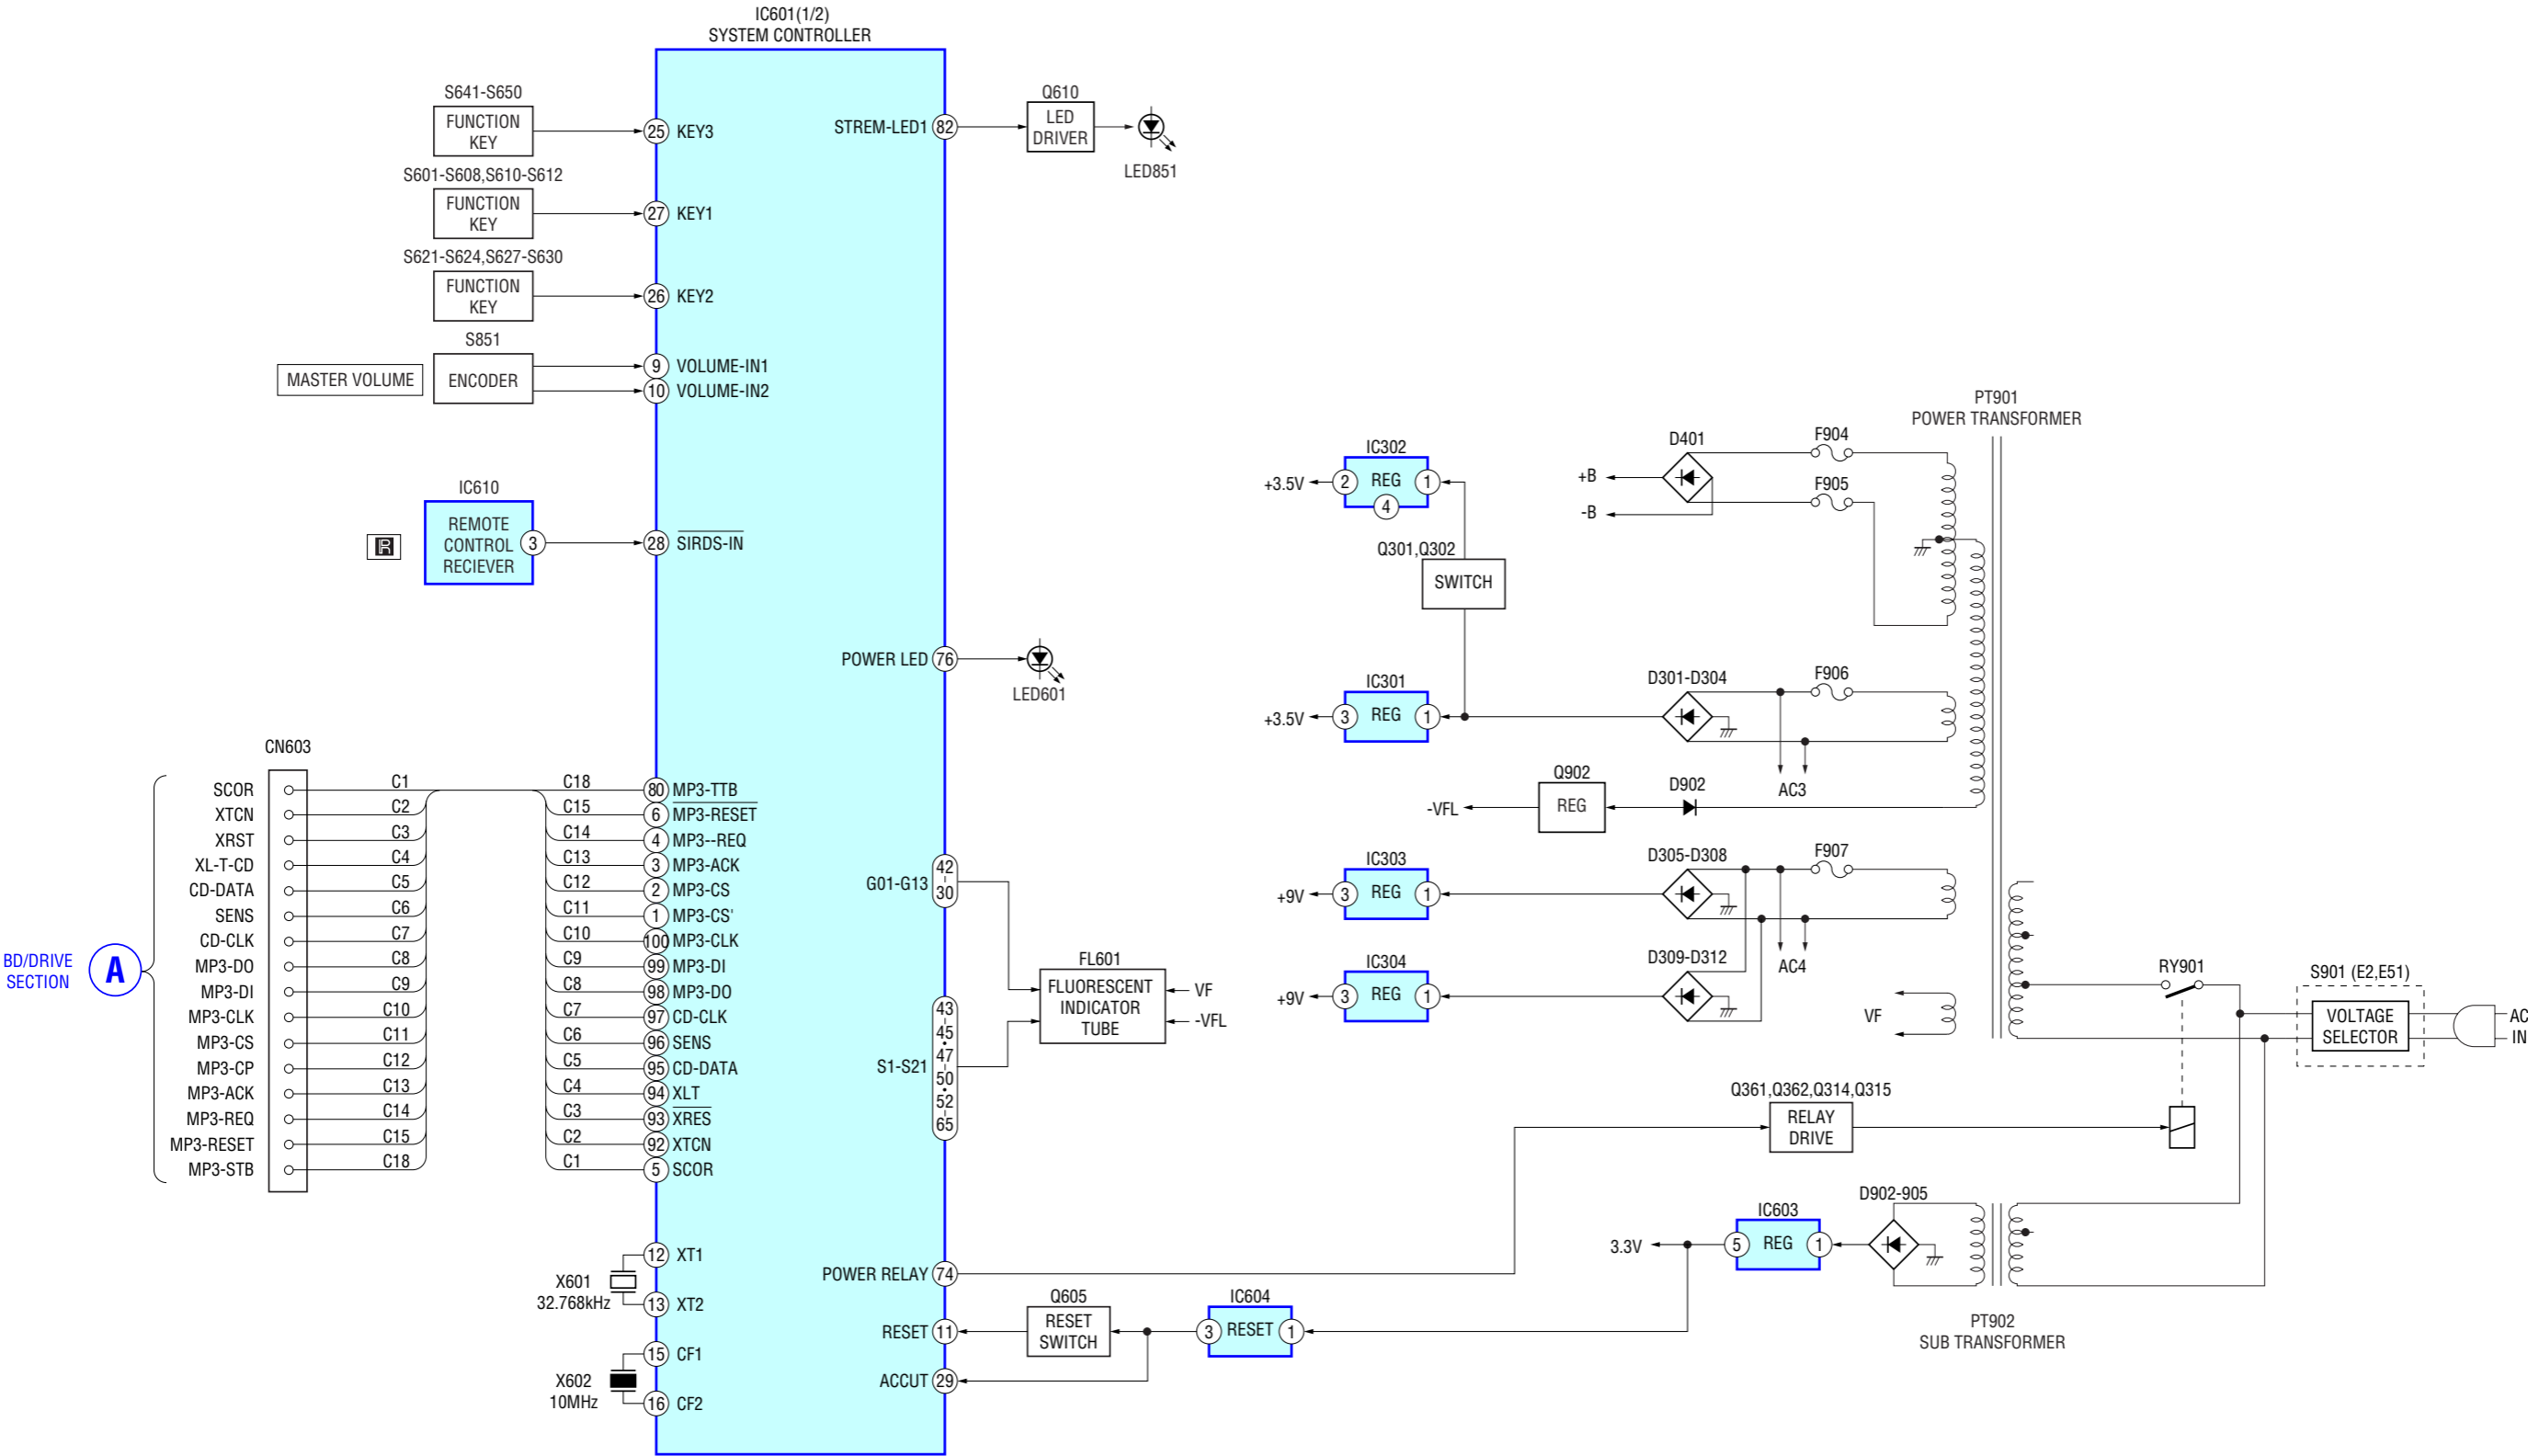 IC601(1/2)
SYSTEM CONTROLLER
S641-S650
FUNCTION
KEY
25 KEY3
S601-S608,S610-S612
FUNCTION
KEY
27 KEY1
S621-S624,S627-S630
FUNCTION
KEY
26 KEY2
S851
MASTER VOLUME
ENCODER
9 VOLUME-IN1
10 VOLUME-IN2
IC610
R
REMOTE
CONTROL
RECIEVER
3
28 SIRDS-IN
STREM-LED1 82
Q610
LED
DRIVER
LED851
POWER LED 76
LED601
CN603
BD/DRIVE
SECTION
A
SCOR C1 C18 80 MP3-TTB
XTCN C2 C15 6 MP3-RESET
XRST C3 C14 4 MP3--REQ
XL-T-CD C4 C13 3 MP3-ACK
CD-DATA C5 C12 2 MP3-CS
SENS C6 C11 1 MP3-CS'
CD-CLK C7 C10 100 MP3-CLK
MP3-DO C8 C9 99 MP3-DI
MP3-DI C9 C8 98 MP3-DO
MP3-CLK C10 C7 97 CD-CLK
MP3-CS C11 C6 96 SENS
MP3-CP C12 C5 95 CD-DATA
MP3-ACK C13 C4 94 XLT
MP3-REQ C14 C3 93 XRES
MP3-RESET C15 C2 92 XTCN
MP3-STB C18 C1 5 SCOR
X601
32.768kHz
12 XT1
13 XT2
X602
10MHz
15 CF1
16 CF2
G01-G13
42
30
S1-S21
43
45
47
50
52
65
FL601
FLUORESCENT
INDICATOR
TUBE
VF
-VFL
POWER RELAY 74
RESET 11
ACCUT 29
Q605
RESET
SWITCH
IC604
3 RESET 1
PT901
POWER TRANSFORMER
IC302
+3.5V 2 REG 1
4
Q301,Q302
SWITCH
D401
+B
-B
F904
F905
IC301
+3.5V 3 REG 1
D301-D304
F906
AC3
Q902
-VFL REG
D902
IC303
+9V 3 REG 1
D305-D308
F907
IC304
+9V 3 REG 1
D309-D312
AC4
VF
RY901
S901 (E2,E51)
VOLTAGE
SELECTOR
AC
IN
Q361,Q362,Q314,Q315
RELAY
DRIVE
D902-905
IC603
3.3V 5 REG 1
PT902
SUB TRANSFORMER